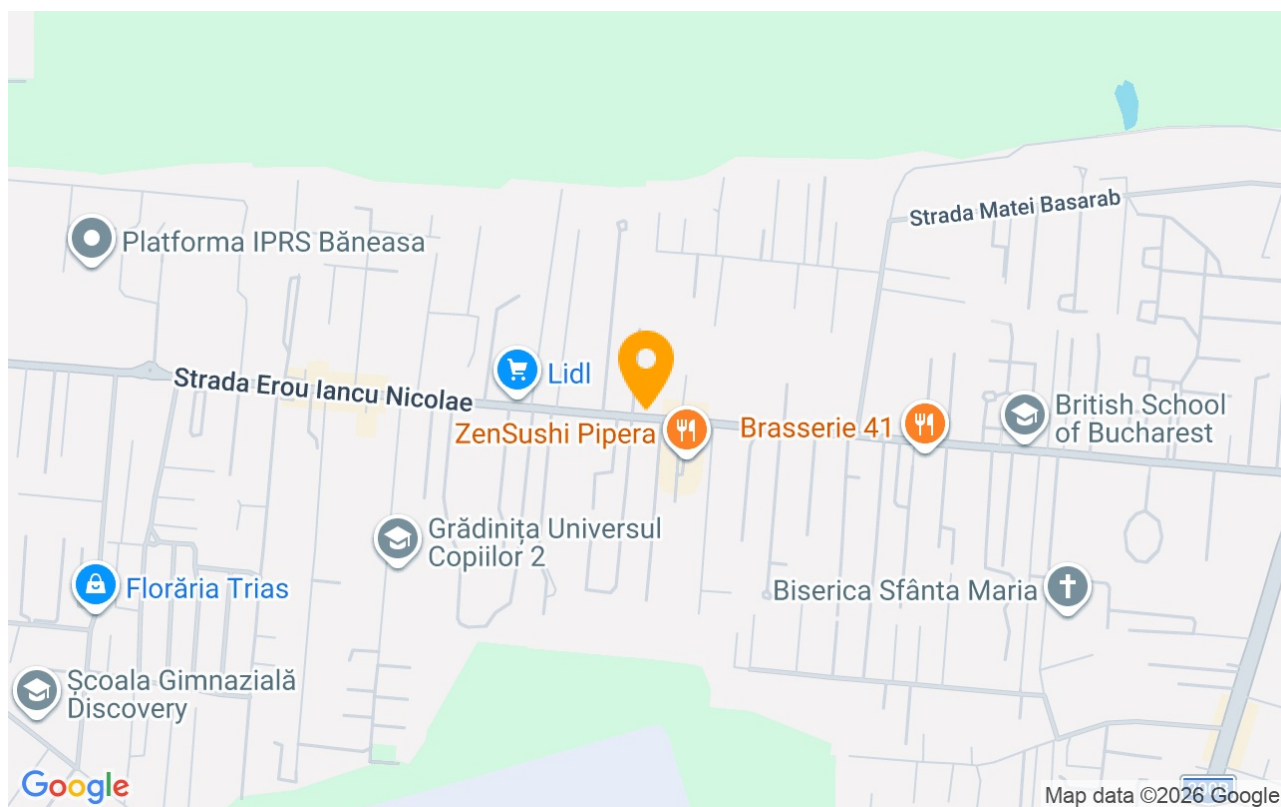 Strada Matei Basarab
Platforma IPRS Băneasa
Lidl
Strada Erou Iancu Nicolae
ZenSushi Pipera
Brasserie 41
British School
of Bucharest
Grădinița Universul
Copiilor 2
Florăria Trias
Biserica Sfânta Maria
Școala Gimnazială
Discovery
Google
Map data ©2026 Google